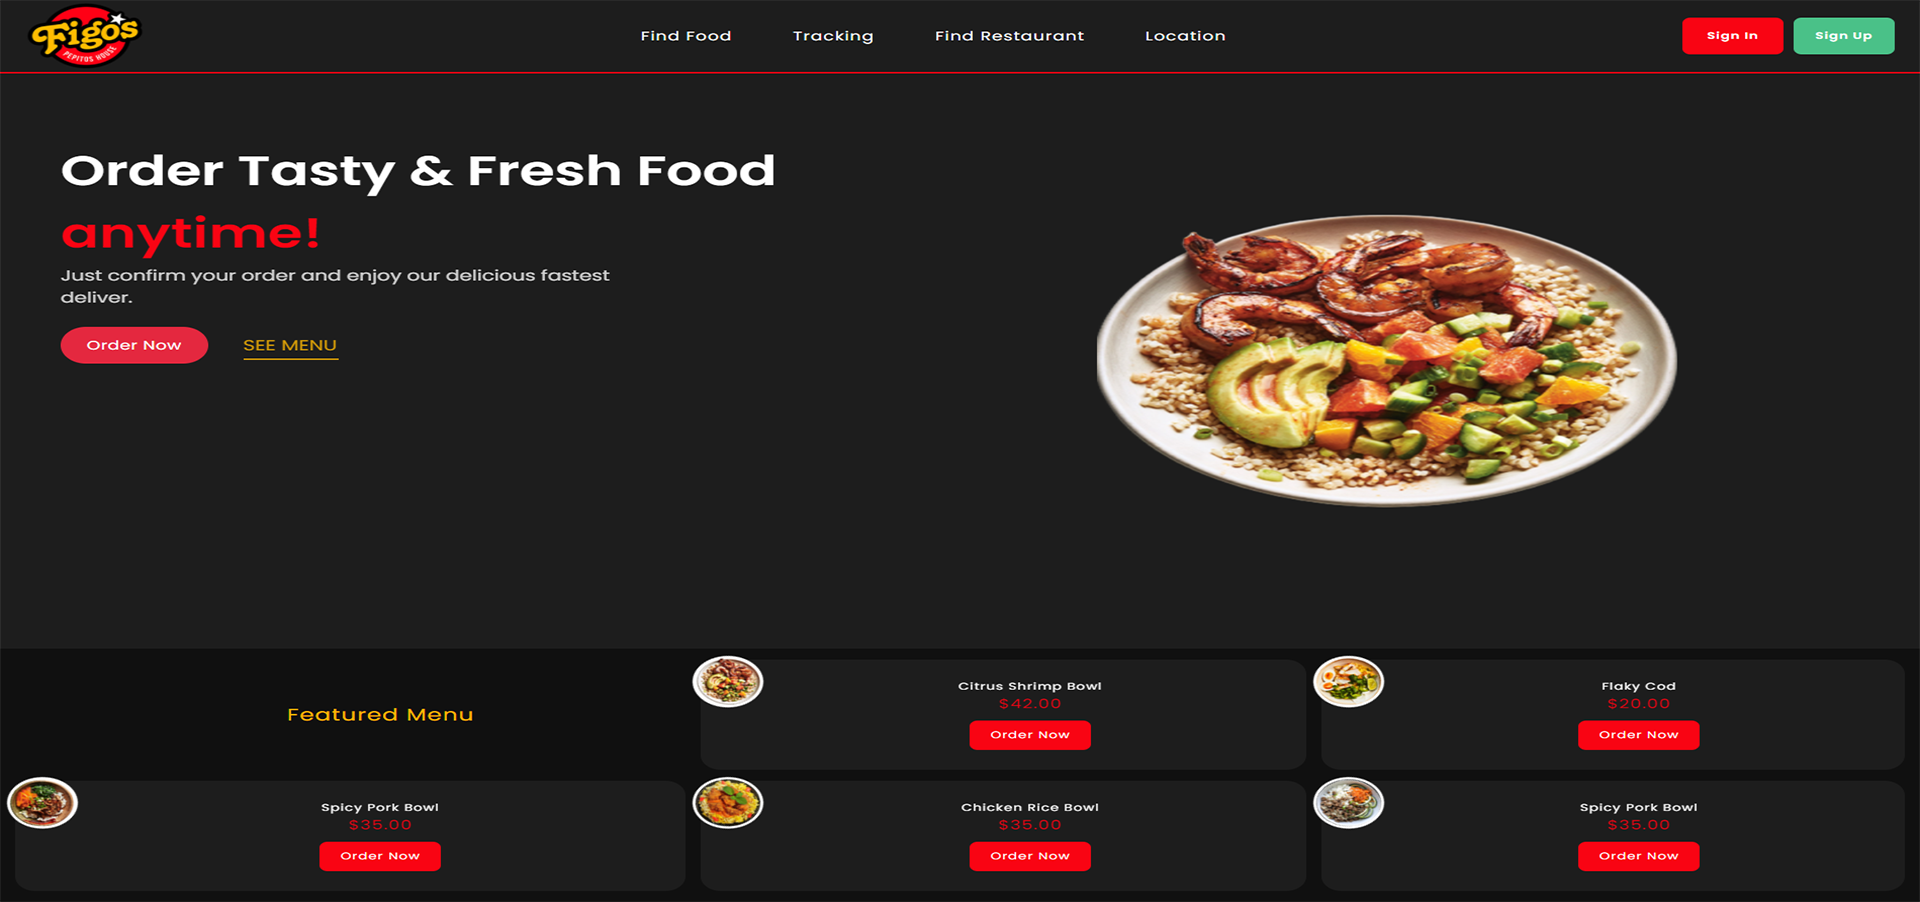 Figo's
PEPITOS HOUSE
Find Food
Tracking
Find Restaurant
Location
Sign In
Sign Up
Order Tasty & Fresh Food
anytime!
Just confirm your order and enjoy our delicious fastest
deliver.
Order Now
SEE MENU
Featured Menu
Citrus Shrimp Bowl
$42.00
Order Now
Flaky Cod
$20.00
Order Now
Spicy Pork Bowl
$35.00
Order Now
Chicken Rice Bowl
$35.00
Order Now
Spicy Pork Bowl
$35.00
Order Now